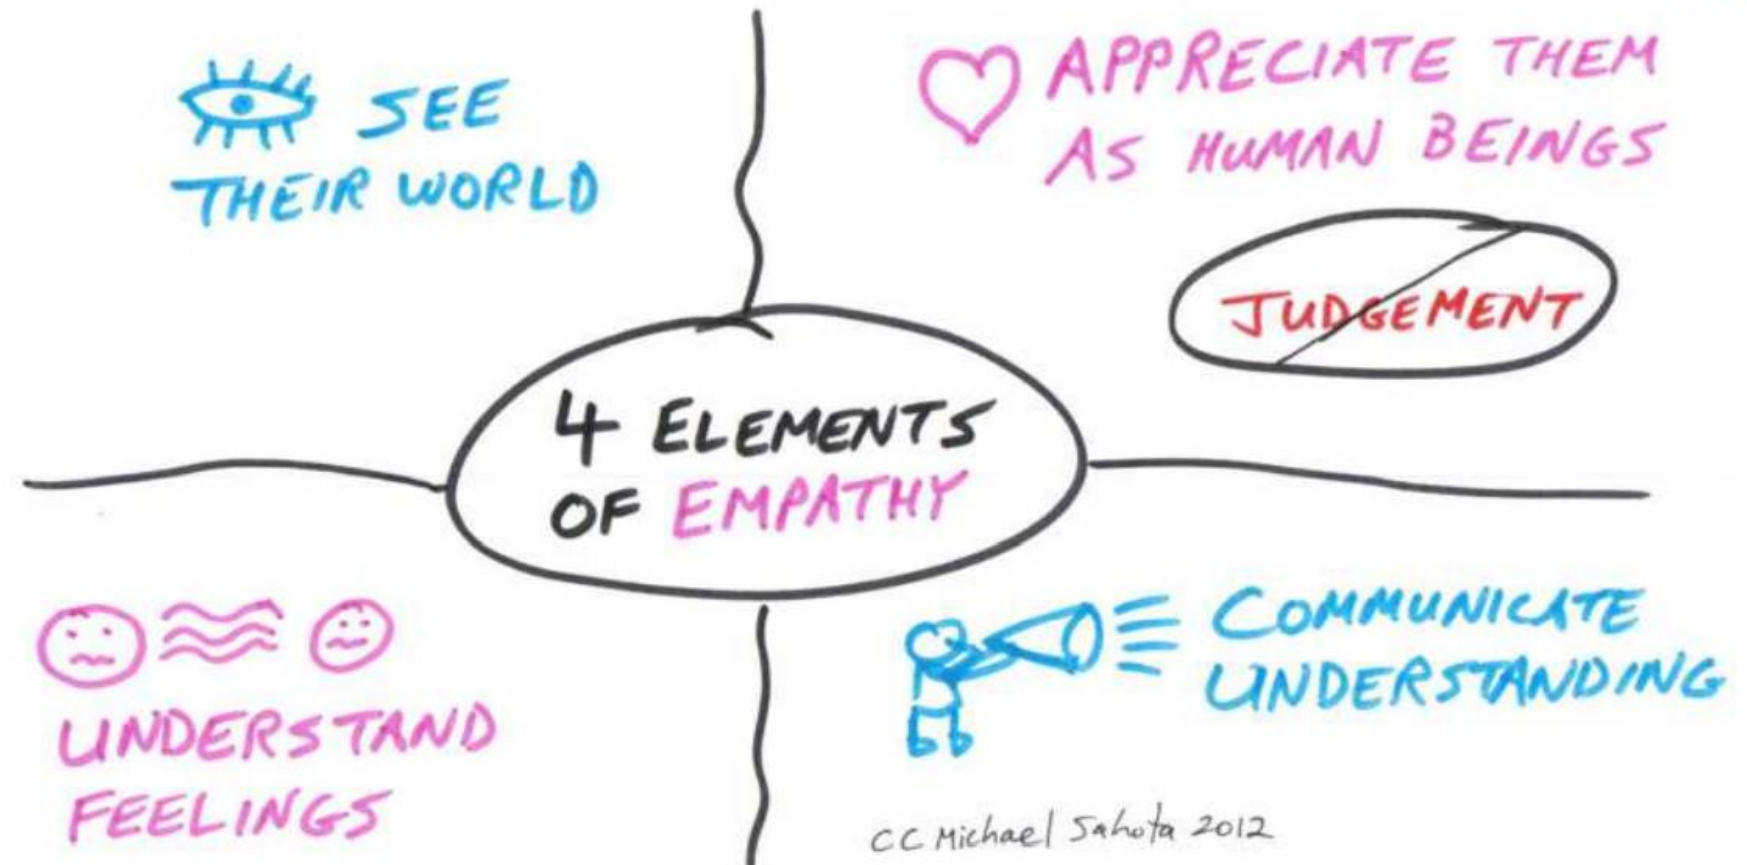 SEE
THEIR WORLD
APPRECIATE THEM
AS HUMAN BEINGS
JUDGEMENT
4 ELEMENTS
OF EMPATHY
UNDERSTAND
FEELINGS
COMMUNICATE
UNDERSTANDING
CC Michael Sahota 2012